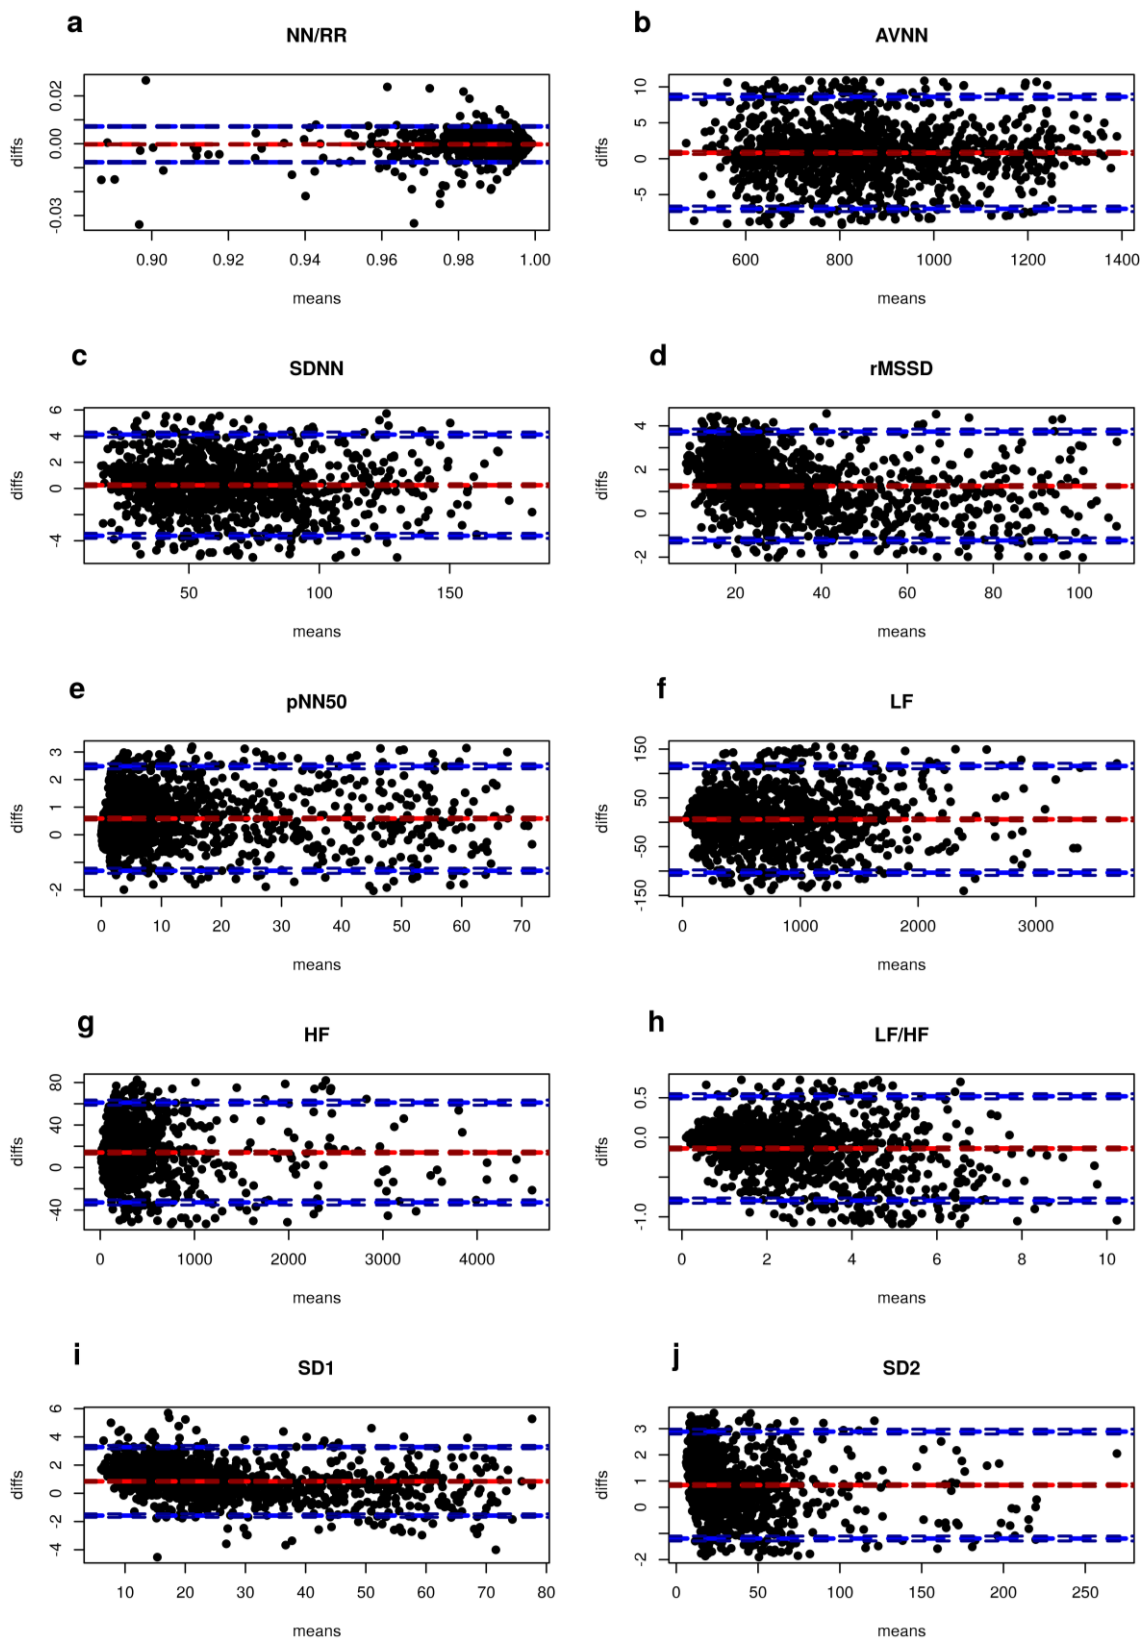 a
NN/RR
diffs
0.02
0.00
-0.03
0.90 0.92 0.94 0.96 0.98 1.00
means
b
AVNN
diffs
10
5
0
-5
600 800 1000 1200 1400
means
c
SDNN
diffs
6
4
2
0
-4
50 100 150
means
d
rMSSD
diffs
4
2
0
-2
20 40 60 80 100
means
e
pNN50
diffs
3
2
1
0
-2
0 10 20 30 40 50 60 70
means
f
LF
diffs
150
50
-50
-150
0 1000 2000 3000
means
g
HF
diffs
80
40
0
-40
0 1000 2000 3000 4000
means
h
LF/HF
diffs
0.5
0.0
-1.0
0 2 4 6 8 10
means
i
SD1
diffs
6
4
2
0
-2
-4
10 20 30 40 50 60 70 80
means
j
SD2
diffs
3
2
1
0
-2
0 50 100 150 200 250
means